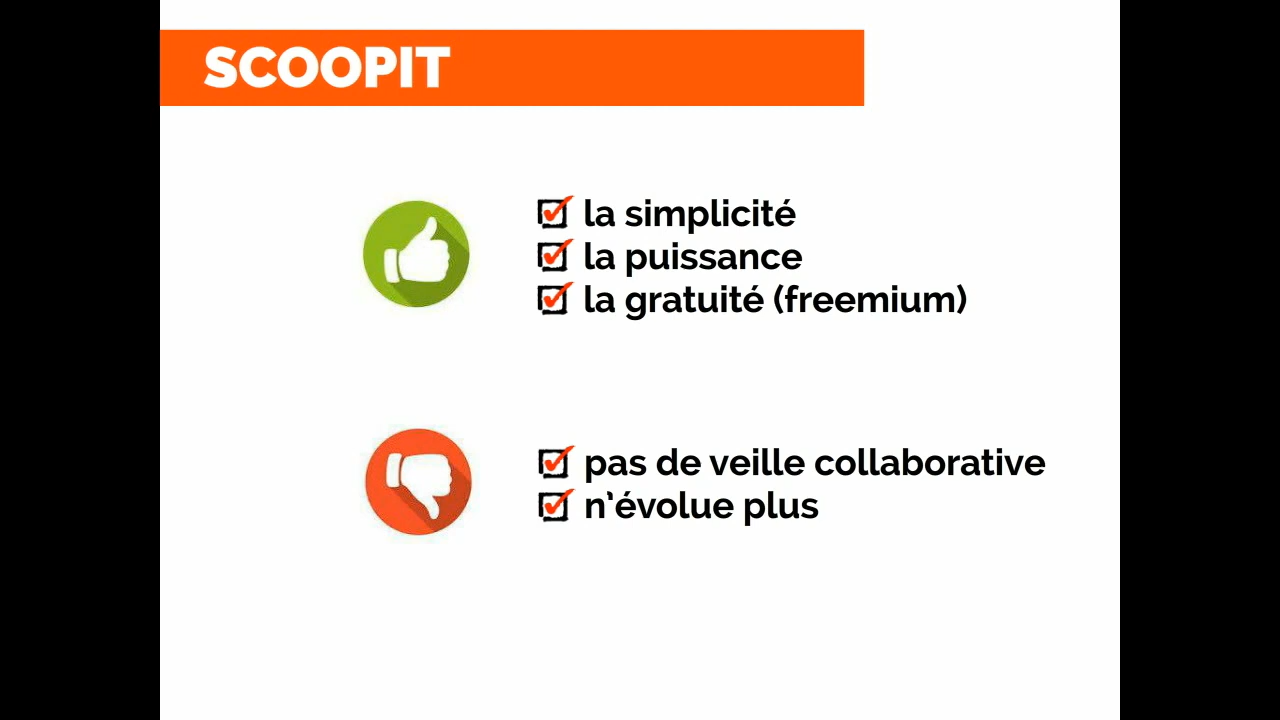 SCOOPIT
la simplicité
la puissance
la gratuité (freemium)
pas de veille collaborative
n’évolue plus